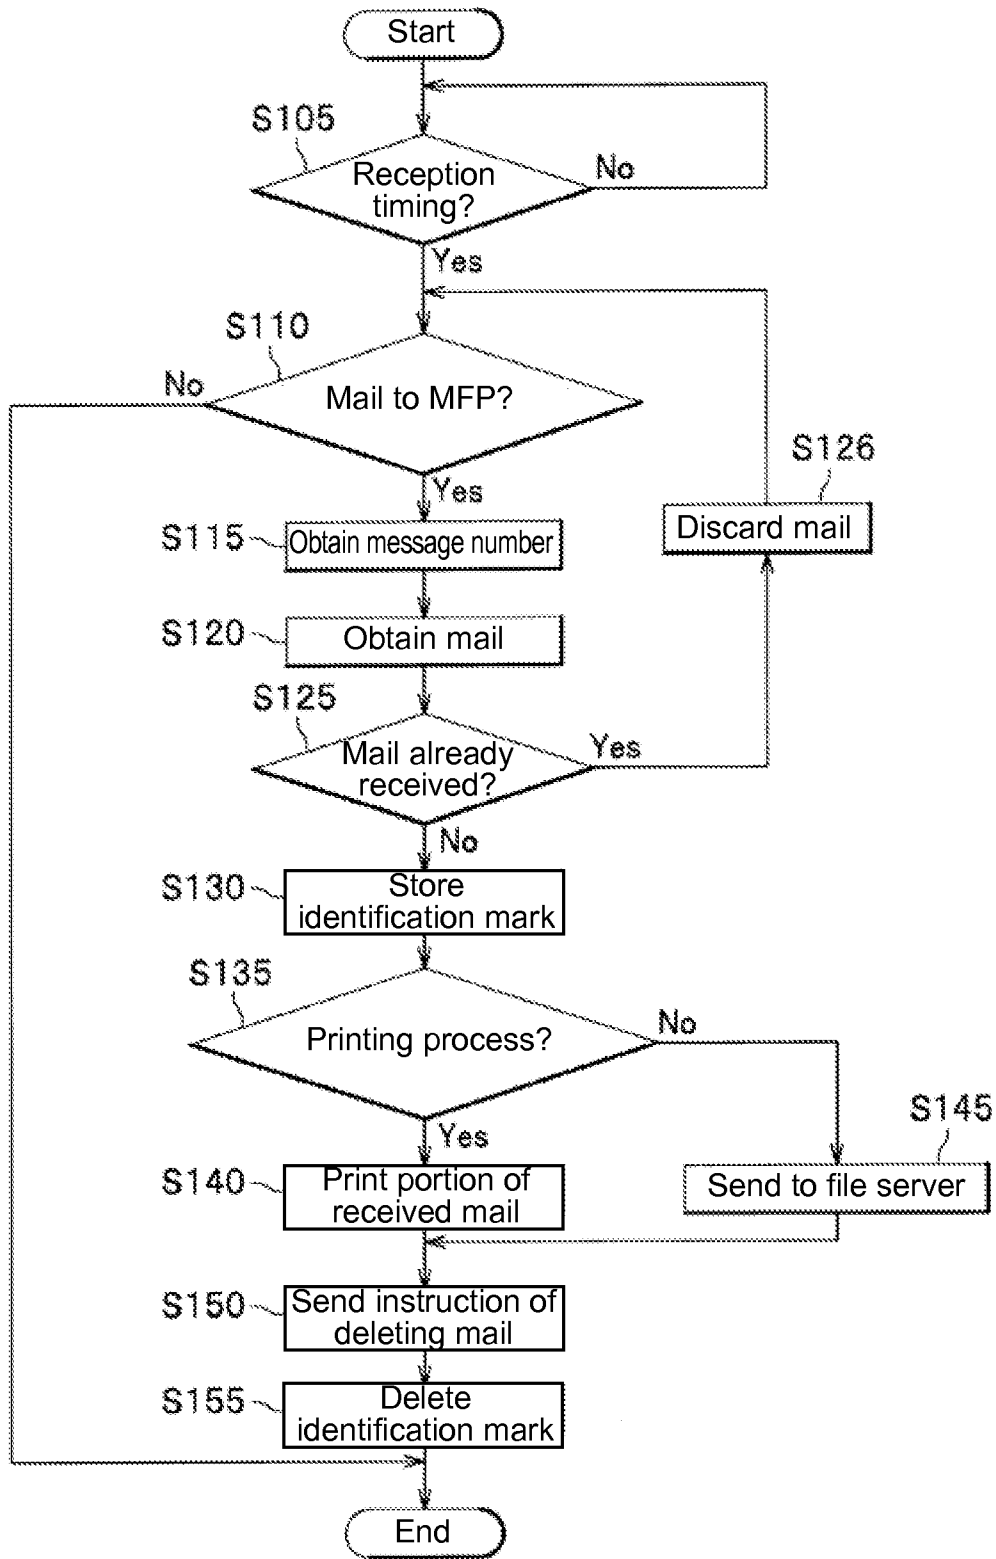 Start
S105
Reception
timing?
No
Yes
S110
No
Mail to MFP?
Yes
S126
Discard mail
S115
Obtain message number
S120
Obtain mail
S125
Mail already
received?
Yes
No
S130
Store
identification mark
S135
Printing process?
No
Yes
S145
Send to file server
S140
Print portion of
received mail
S150
Send instruction of
deleting mail
S155
Delete
identification mark
End